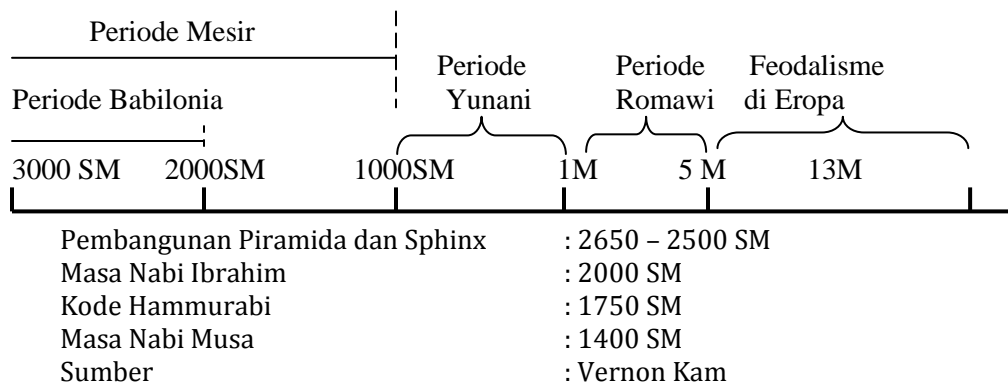 Periode Mesir
Periode Yunani
Periode Romawi
Feodalisme di Eropa
Periode Babilonia
3000 SM 2000SM 1000SM 1M 5 M 13M
Pembangunan Piramida dan Sphinx : 2650 – 2500 SM
Masa Nabi Ibrahim : 2000 SM
Kode Hammurabi : 1750 SM
Masa Nabi Musa : 1400 SM
Sumber : Vernon Kam